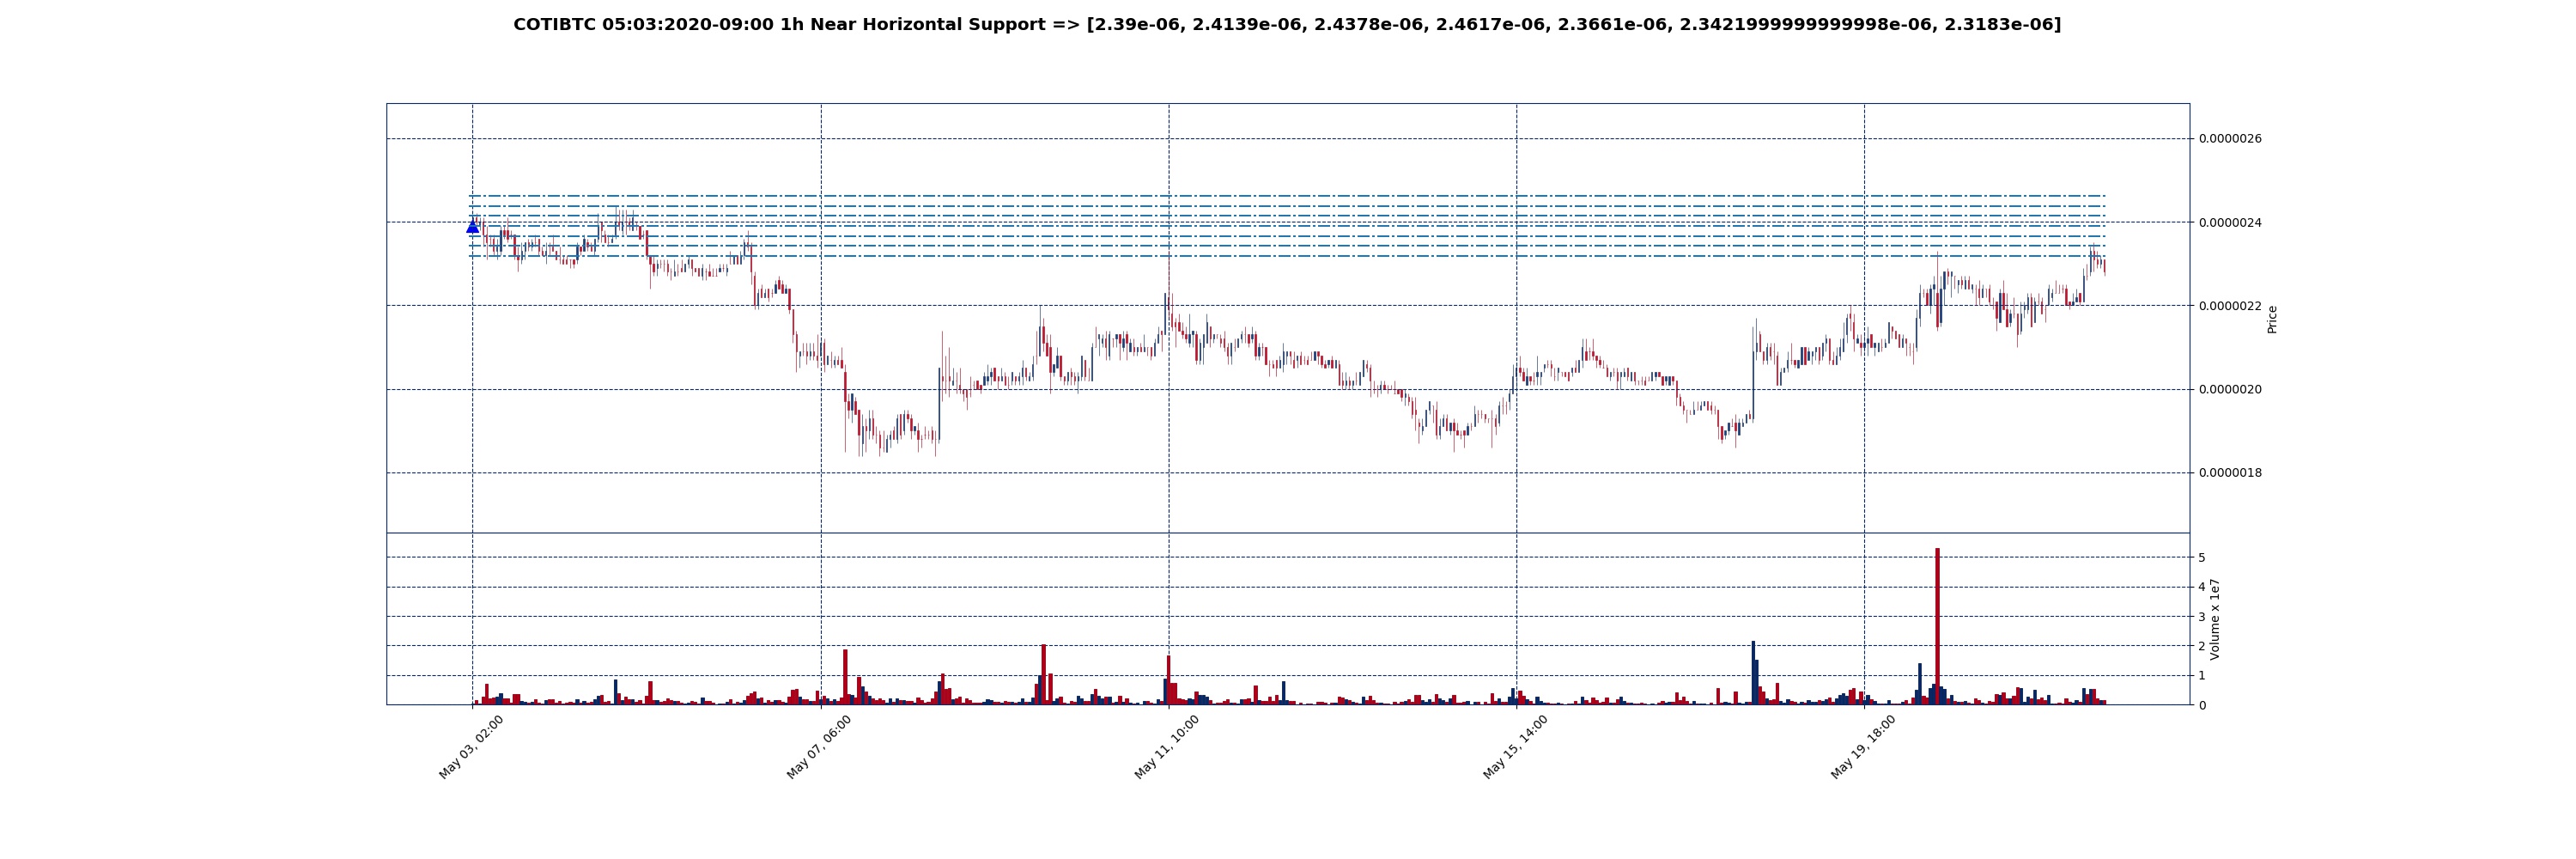 COTIBTC 05:03:2020-09:00 1h Near Horizontal Support => [2.39e-06, 2.4139e-06, 2.4378e-06, 2.4617e-06, 2.3661e-06, 2.3421999999999998e-06, 2.3183e-06]
0.0000026
0.0000024
0.0000022
0.0000020
0.0000018
Price
5
4
3
2
1
0
Volume x 1e7
May 03, 02:00
May 07, 06:00
May 11, 10:00
May 15, 14:00
May 19, 18:00